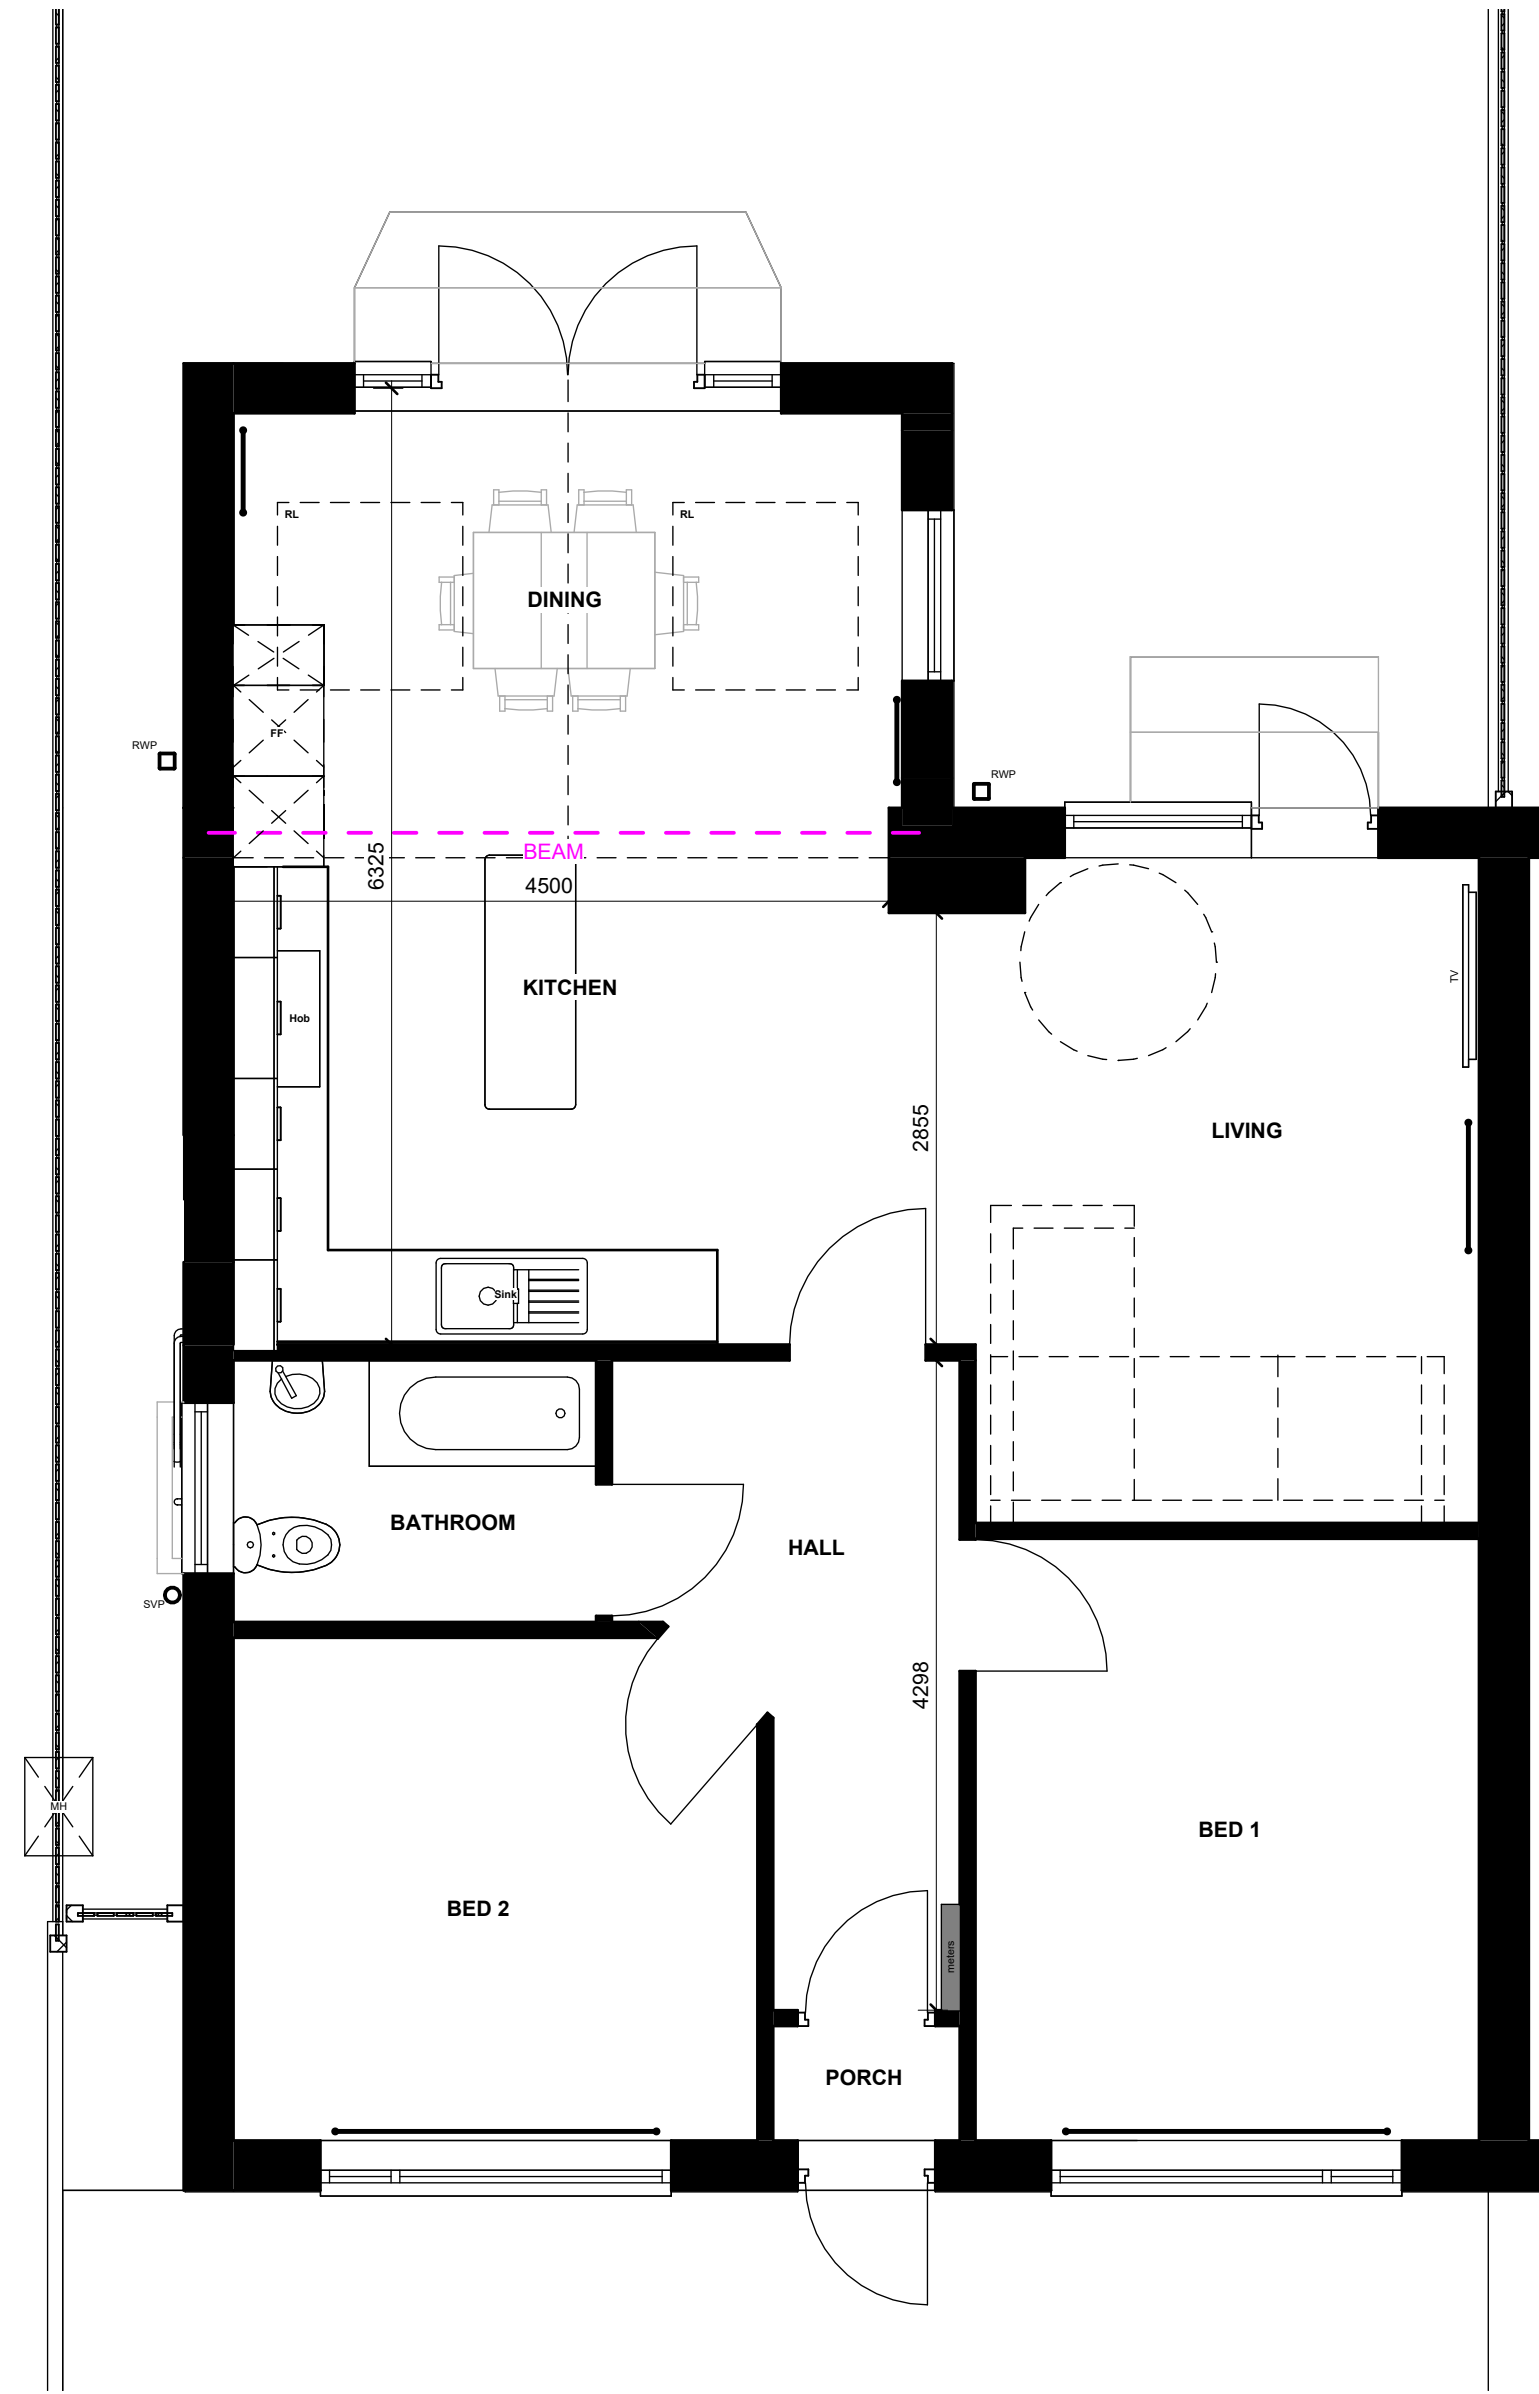 RL
RL
DINING
FF
RWP
RWP
BEAM
6325
4500
KITCHEN
TV
Hob
2855
LIVING
Sink
BATHROOM
HALL
SVP
4298
MH
BED 1
BED 2
meters
PORCH